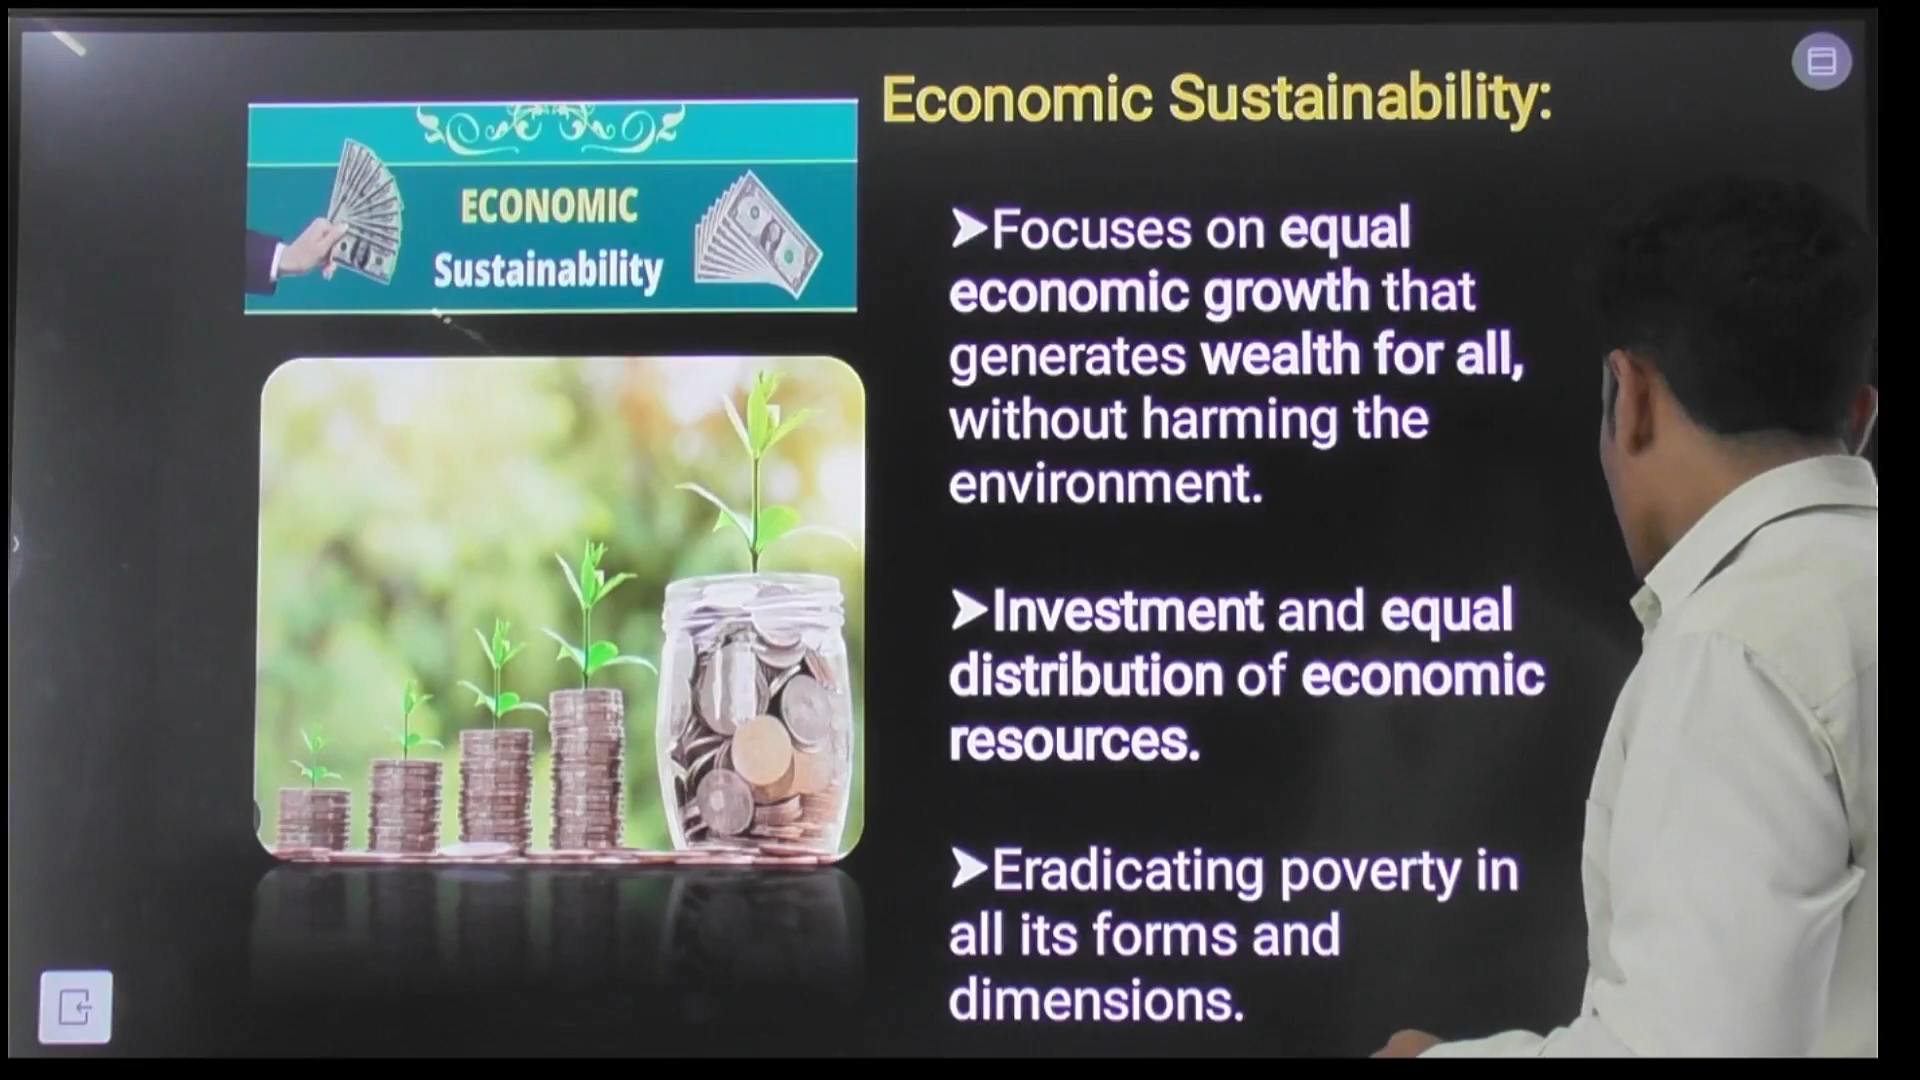 ECONOMIC
Sustainability
Economic Sustainability:
➤Focuses on equal
economic growth that
generates wealth for all,
without harming the
environment.
➤Investment and equal
distribution of economic
resources.
➤Eradicating poverty in
all its forms and
dimensions.